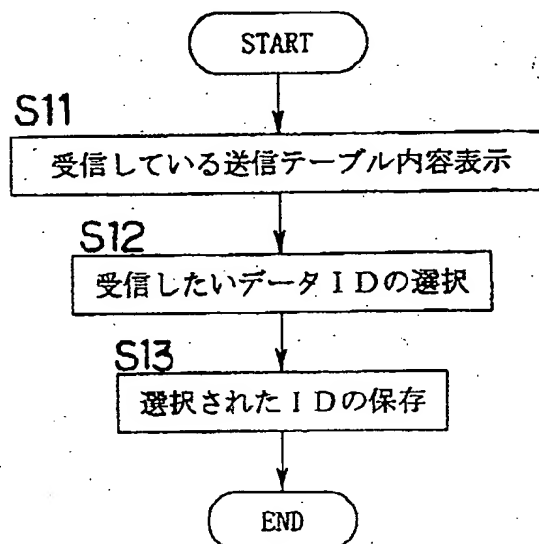 START
S11
受信している送信テーブル内容表示
S12
受信したいデータＩＤの選択
S13
選択されたＩＤの保存
END